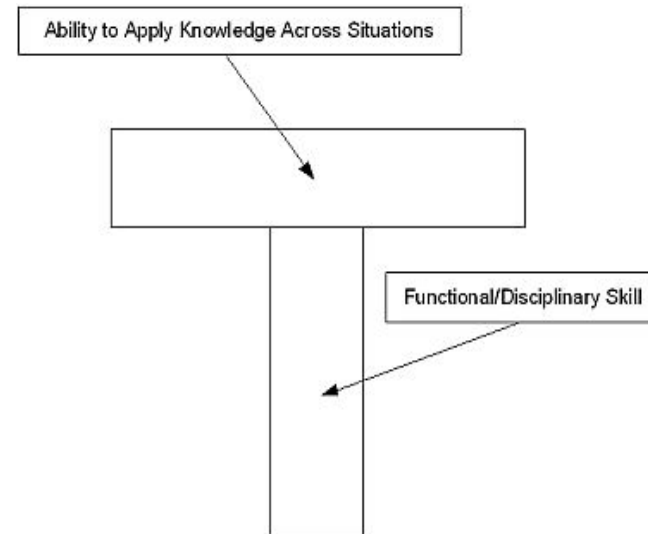 Ability to Apply Knowledge Across Situations
Functional/Disciplinary Skill